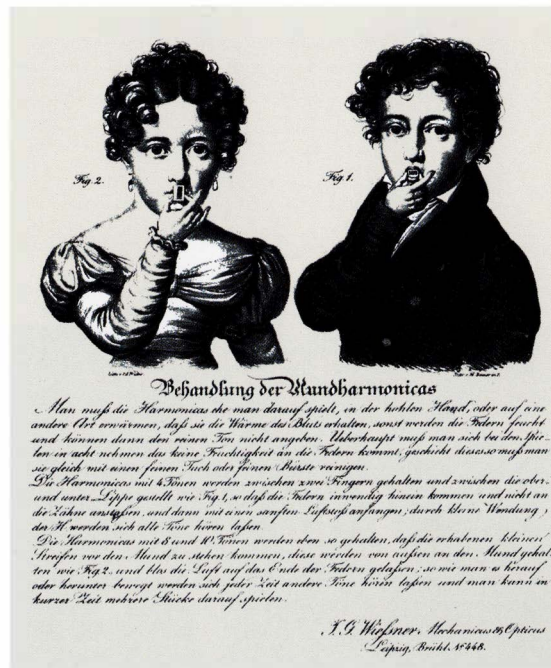 Fig. 2.
Fig. 1.
Behandlung der Mundharmonicas
Man muß die Harmonicas ehe man darauf spielt, in der hohlen Hand, oder auf eine
andere Art erwärmen, daß sie die Wärme des Bluts erhalten, sonst werden die Federn feucht
und können dann den reinen Ton nicht angeben. Ueberhaupt muß man sich bei den Spie-
len in acht nehmen das keine Feuchtigkeit an die Federn kömmt, geschieht dieses so muß man
sie gleich mit einen feinen Tuch oder feinen Bürste reinigen.
Die Harmonicas mit 4 Tönen werden zwischen zwei Fingern gehalten und zwischen die ober-
und unter Lippe gestellt wie Fig. 1, so daß die Federn inwendig hinein kommen und nicht an
die Zähne anstoßen, und dann mit einen sanften Luftstoß anfangen; durch kleine Wendung,
der H. werden sich alle Töne hören laßen.
Die Harmonicas mit 8 und 10 Tönen werden eben so gehalten, daß die erhabenen kleinen
Streifen vor den Mund zu stehen kommen, diese werden von außen an den Mund gehal-
ten wie Fig 2. und blos die Luft auf das Ende der Federn gelaßen; so wie man es herauf
oder herunter bewegt werden sich jeder Zeit andere Töne hören laßen und man kann in
kurzer Zeit mehrere Stücke darauf spielen.
J. G. Wießner. Mechanicus & Opticus
Leipzig, Brühl. No 448.